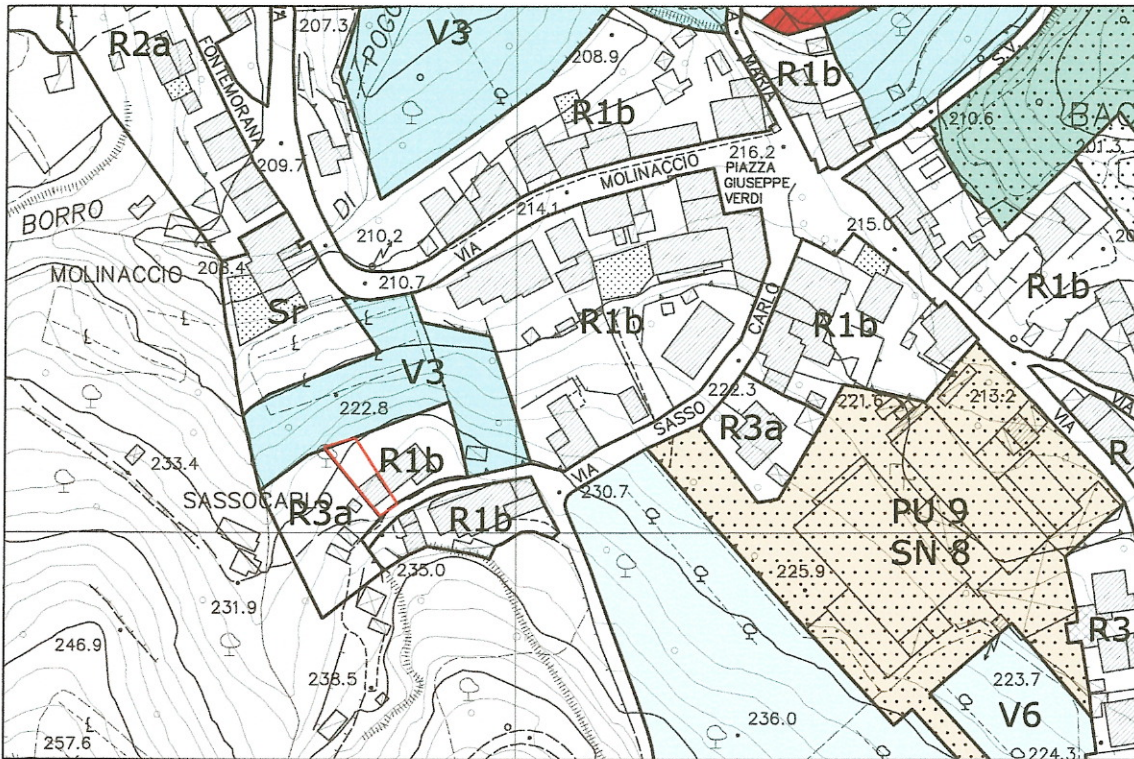 R2a
FONTEMORANA
207.3
POGG
V3
208.9
R1b
MARIA
R1b
210.6
BAC
201.3
209.7
BORRO
DI
216.2
PIAZZA
GIUSEPPE
VERDI
VIA MOLINACCIO
214.1
215.0
210.2
210.7
MOLINACCIO
Sr
R1b
R1b
R1b
V3
222.8
VIA SASSO CARLO
222.3
R3a
221.6
213.2
VIA
VIA
R
233.4
SASSOCARLO
R1b
R3a
R1b
230.7
235.0
PU 9
SN 8
225.9
231.9
R3
246.9
238.5
223.7
V6
236.0
257.6
224.3